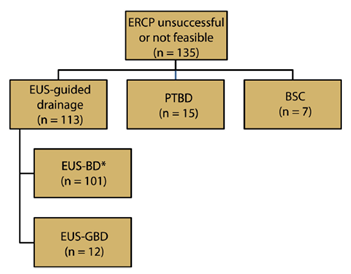 ERCP unsuccessful
or not feasible
(n = 135)
EUS-guided
drainage
(n = 113)
PTBD
(n = 15)
BSC
(n = 7)
EUS-BD*
(n = 101)
EUS-GBD
(n = 12)